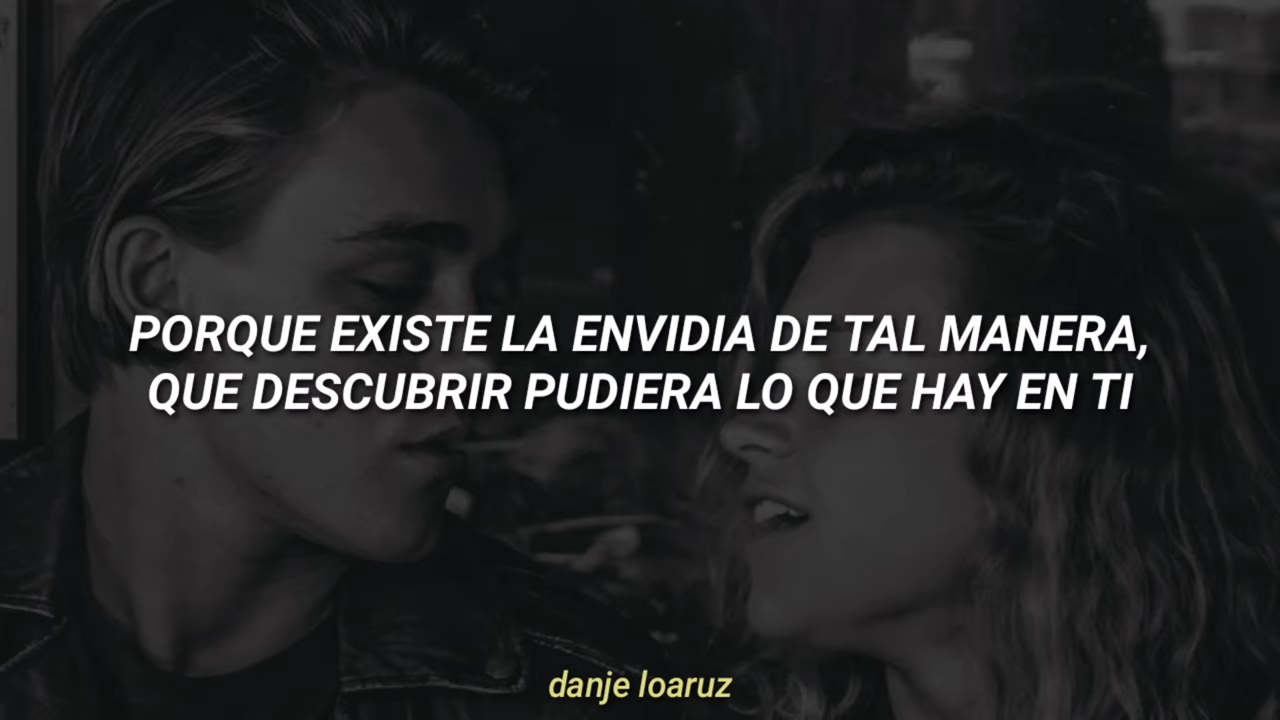 PORQUE EXISTE LA ENVIDIA DE TAL MANERA,
QUE DESCUBRIR PUDIERA LO QUE HAY EN TI
danje loaruz